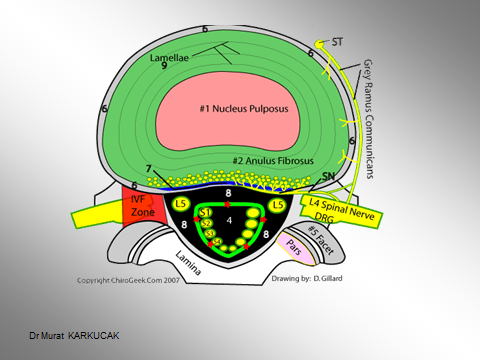 6
ST
6
Lamellae
9
Grey Ramus Communicans
6
#1 Nucleus Pulposus
6
#2 Anulus Fibrosus
7
SN
6
8
IVF
Zone
L5
L5
L4 Spinal Nerve
DRG
S1
S2
S3
4
8
8
#5 Facet
Pars
Lamina
Copyright ChiroGeek.Com 2007
Drawing by: D. Gillard
Dr Murat KARKUCAK